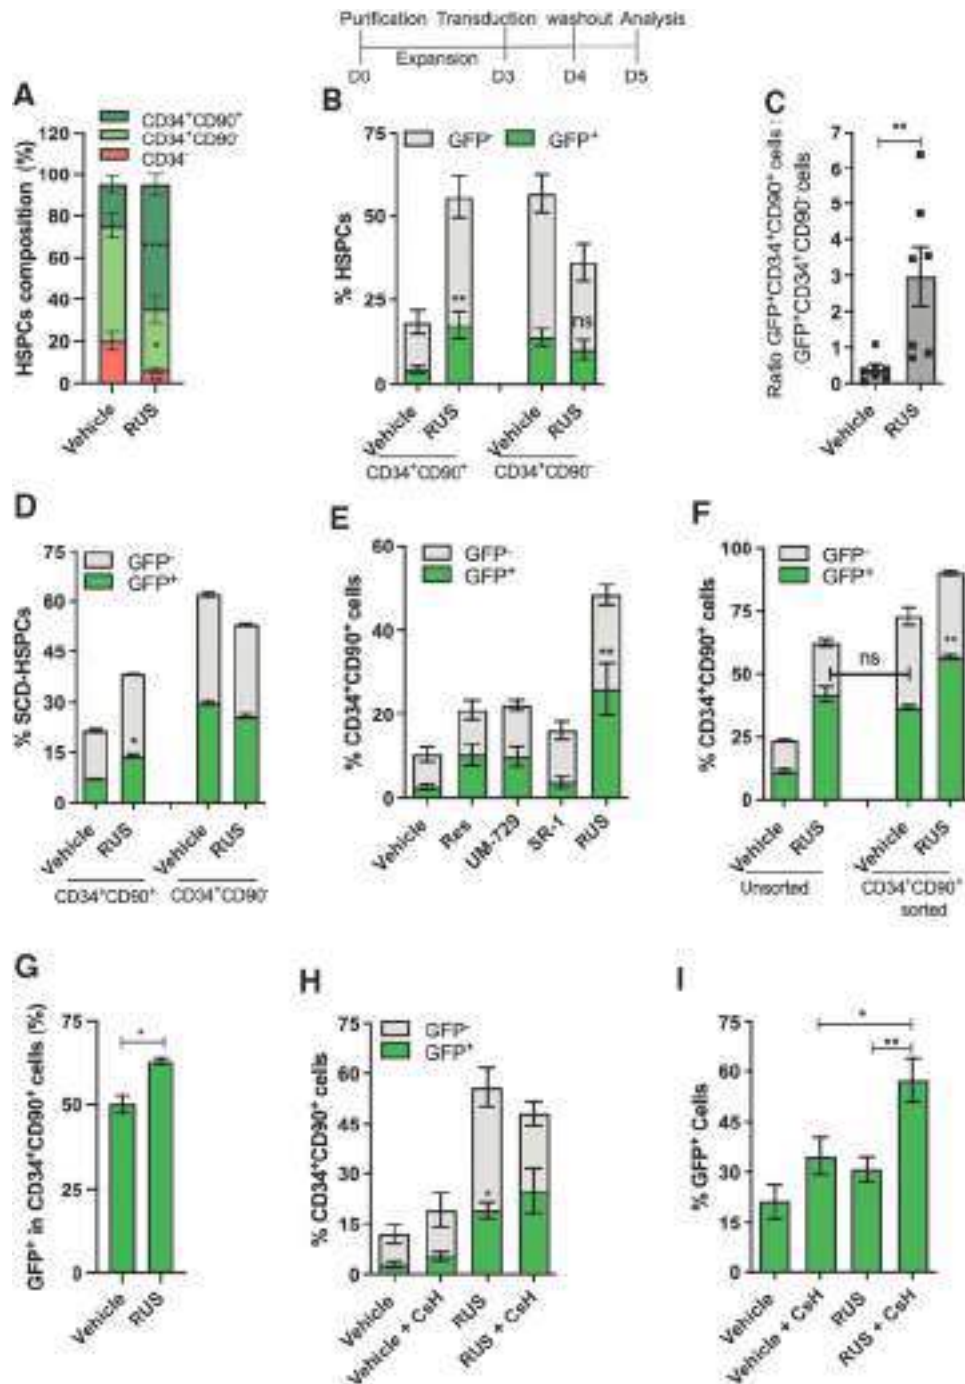 Purification Transduction washout Analysis
Expansion
D0 D3 D4 D5
A
CD34⁺CD90⁺
CD34⁺CD90⁻
CD34⁻
HSPCs composition (%)
120
100
80
60
40
20
0
****
*
Vehicle
RUS
B
GFP⁻
GFP⁺
% HSPCs
75
50
25
0
**
ns
Vehicle
RUS
Vehicle
RUS
CD34⁺CD90⁺
CD34⁺CD90⁻
C
Ratio GFP⁺CD34⁺CD90⁺ cells :
GFP⁺CD34⁺CD90⁻ cells
7
6
5
4
3
2
1
0
**
Vehicle
RUS
D
GFP⁻
GFP⁺
% SCD-HSPCs
75
60
45
30
15
0
*
Vehicle
RUS
Vehicle
RUS
CD34⁺CD90⁺
CD34⁺CD90⁻
E
GFP⁻
GFP⁺
% CD34⁺CD90⁺ cells
60
40
20
0
**
Vehicle
Res
UM-729
SR-1
RUS
F
GFP⁻
GFP⁺
% CD34⁺CD90⁺ cells
100
75
50
25
0
ns
**
Vehicle
RUS
Vehicle
RUS
Unsorted
CD34⁺CD90⁺
sorted
G
GFP⁺ in CD34⁺CD90⁺ cells (%)
75
50
25
0
*
Vehicle
RUS
H
GFP⁻
GFP⁺
% CD34⁺CD90⁺ cells
75
60
45
30
15
0
*
Vehicle
Vehicle + CsH
RUS
RUS + CsH
I
% GFP⁺ Cells
75
60
45
30
15
0
*
**
Vehicle
Vehicle + CsH
RUS
RUS + CsH